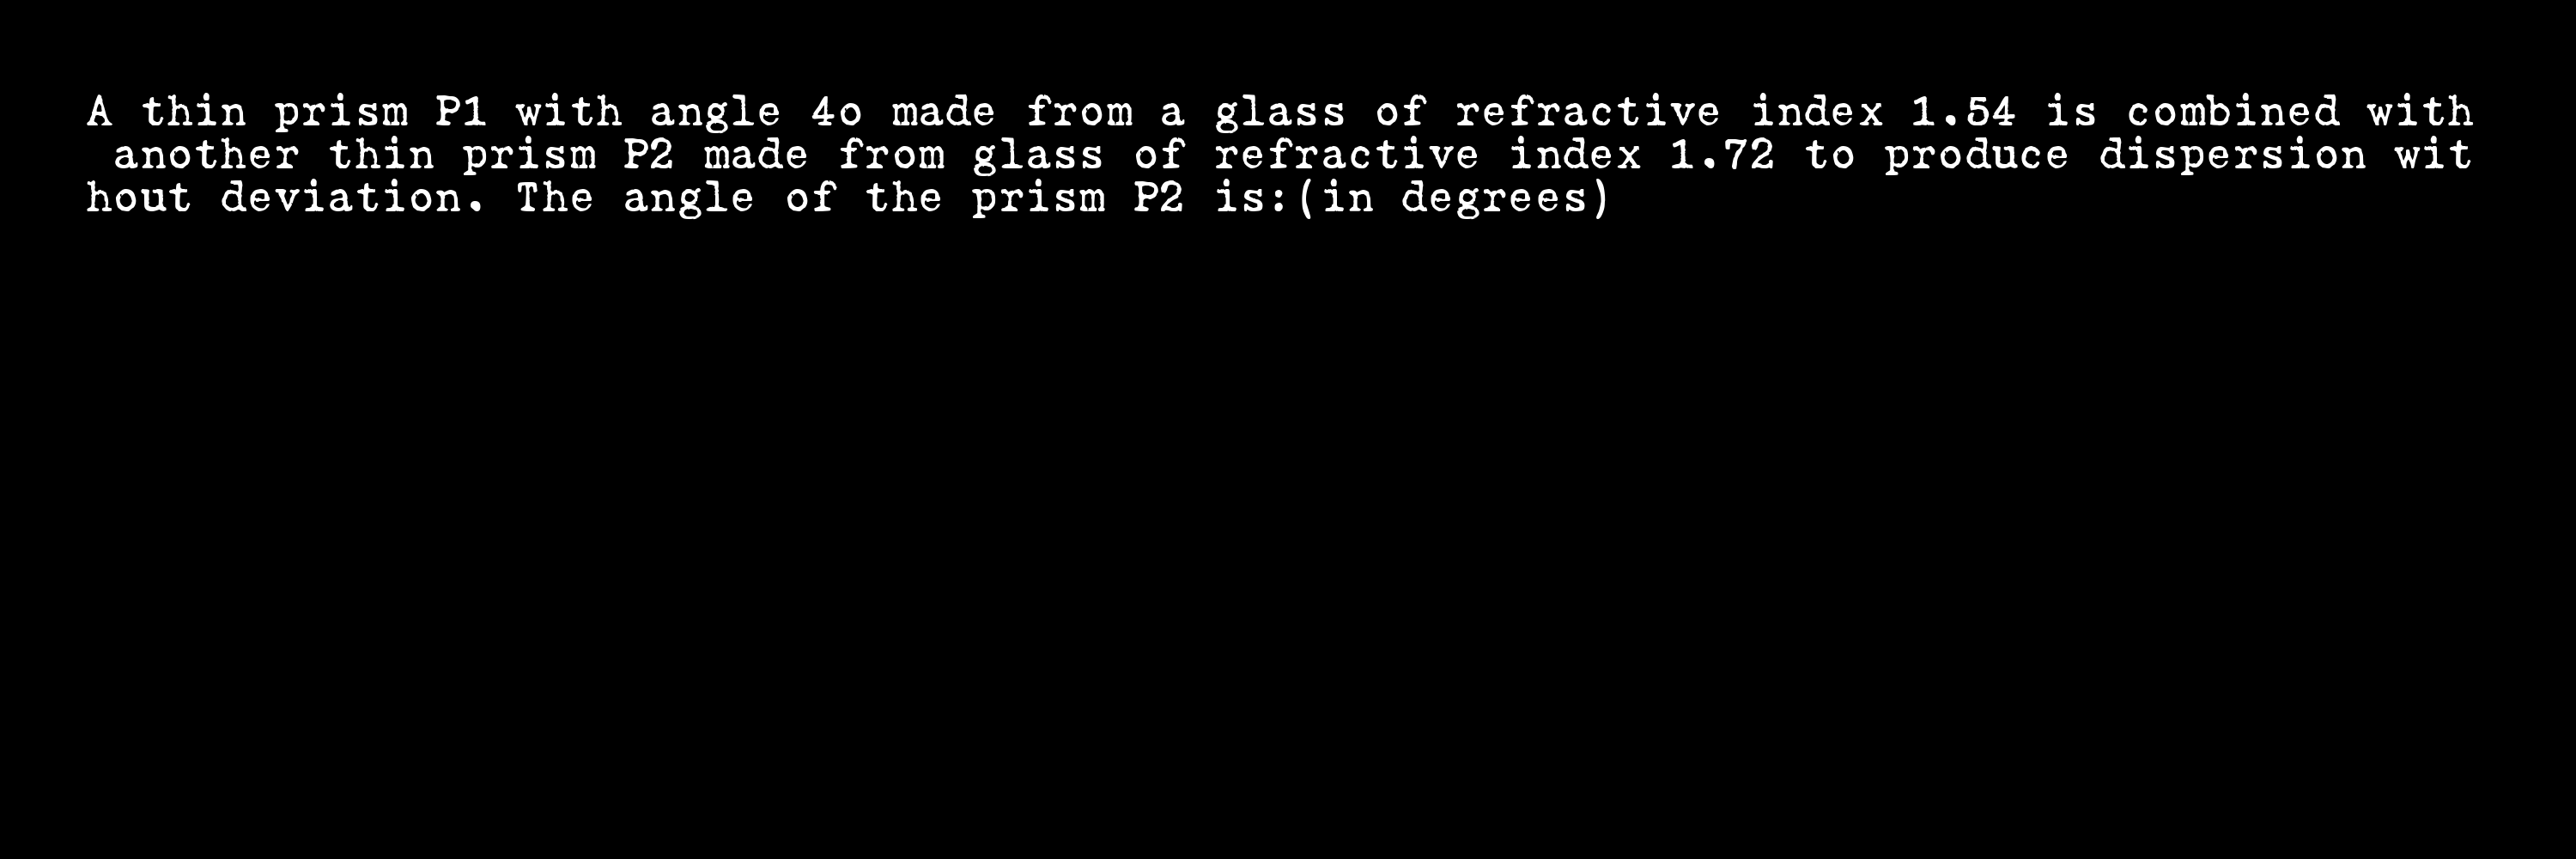 A thin prism P1 with angle 4o made from a glass of refractive index 1.54 is combined with
another thin prism P2 made from glass of refractive index 1.72 to produce dispersion wit
hout deviation. The angle of the prism P2 is:(in degrees)